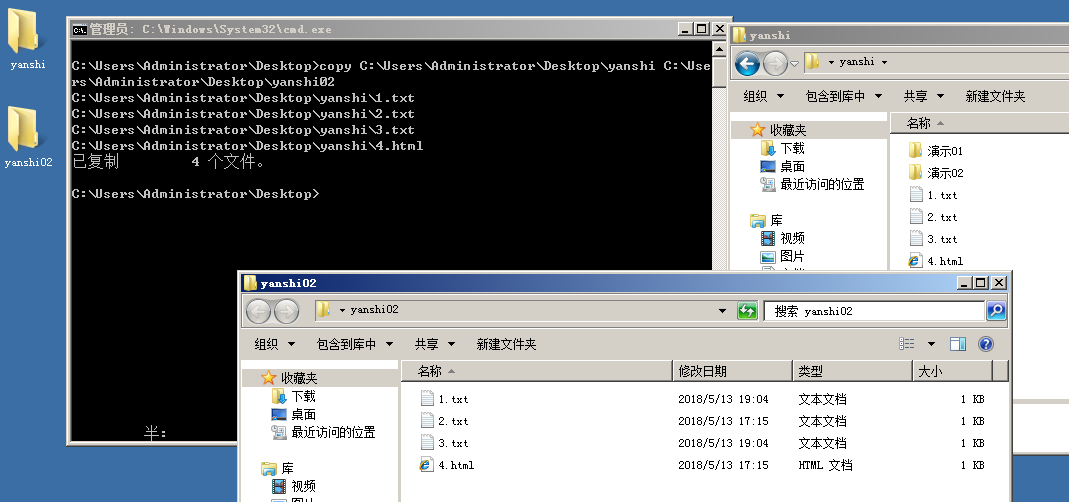 yanshi
yanshi02
管理员: C:\Windows\System32\cmd.exe
C:\Users\Administrator\Desktop>copy C:\Users\Administrator\Desktop\yanshi C:\Use
rs\Administrator\Desktop\yanshi02
C:\Users\Administrator\Desktop\yanshi\1.txt
C:\Users\Administrator\Desktop\yanshi\2.txt
C:\Users\Administrator\Desktop\yanshi\3.txt
C:\Users\Administrator\Desktop\yanshi\4.html
已复制 4 个文件。
C:\Users\Administrator\Desktop>
半:
yanshi
yanshi
组织 包含到库中 共享 新建文件夹
收藏夹
下载
桌面
最近访问的位置
库
视频
图片
名称
演示01
演示02
1.txt
2.txt
3.txt
4.html
yanshi02
yanshi02
搜索 yanshi02
组织 包含到库中 共享 新建文件夹
收藏夹
下载
桌面
最近访问的位置
库
视频
名称 修改日期 类型 大小
1.txt 2018/5/13 19:04 文本文档 1 KB
2.txt 2018/5/13 17:15 文本文档 1 KB
3.txt 2018/5/13 19:04 文本文档 1 KB
4.html 2018/5/13 17:15 HTML 文档 1 KB